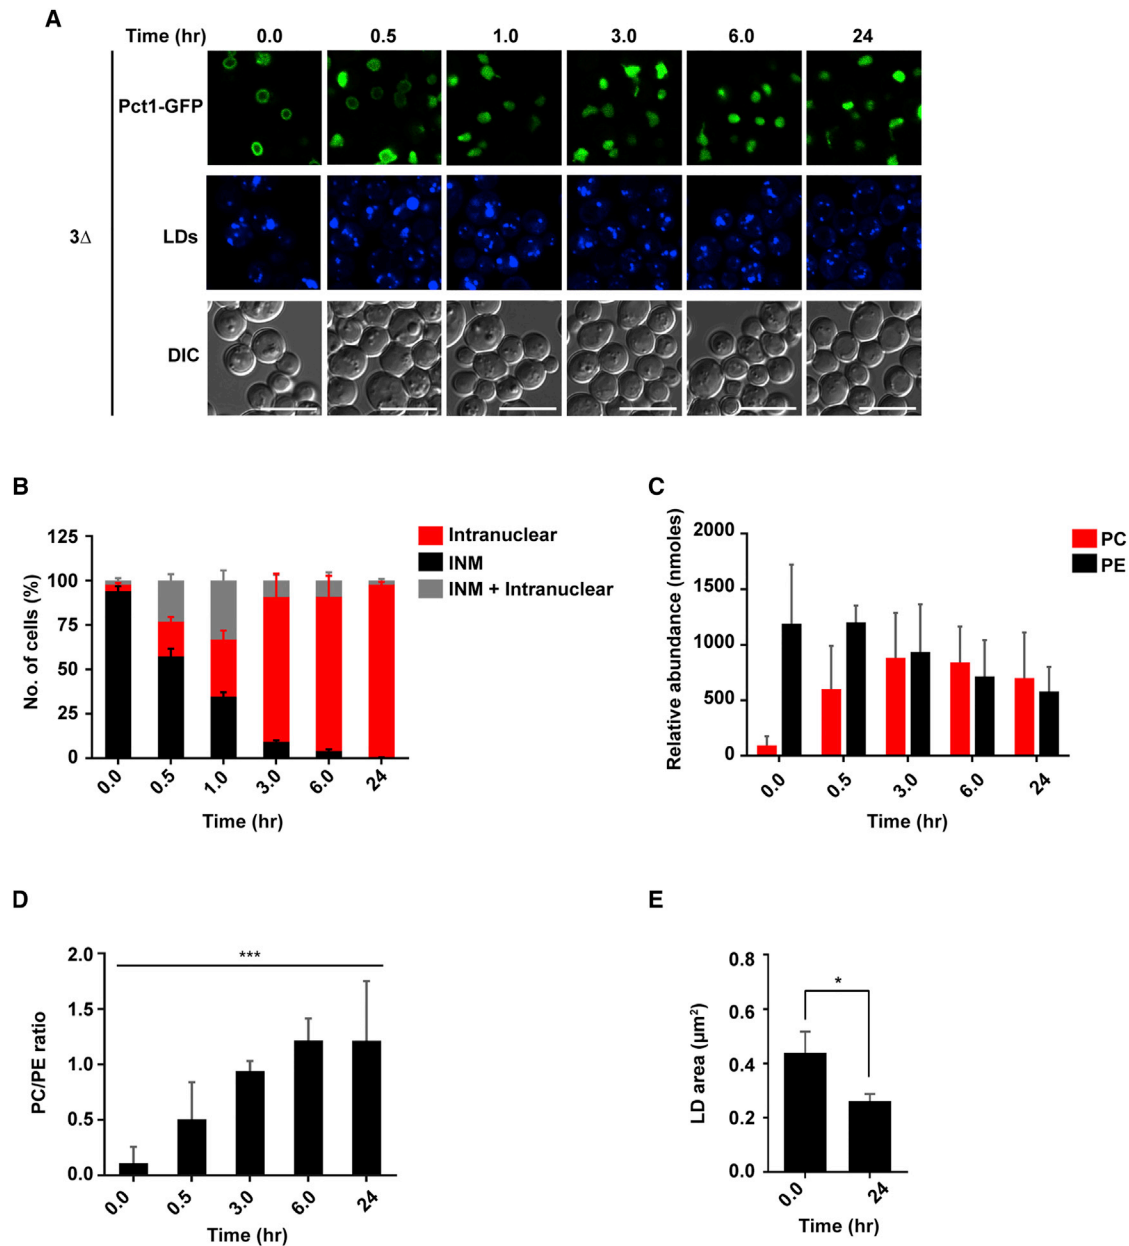 A
Time (hr) 0.0 0.5 1.0 3.0 6.0 24
Pct1-GFP
3Δ
LDs
DIC
B
No. of cells (%)
125
100
75
50
25
0
0.0 0.5 1.0 3.0 6.0 24
Time (hr)
Intranuclear
INM
INM + Intranuclear
C
Relative abundance (nmoles)
2000
1500
1000
500
0
0.0 0.5 3.0 6.0 24
Time (hr)
PC
PE
D
PC/PE ratio
2.0
1.5
1.0
0.5
0.0
***
0.0 0.5 3.0 6.0 24
Time (hr)
E
LD area (µm²)
0.8
0.6
0.4
0.2
0.0
*
0.0 24
Time (hr)